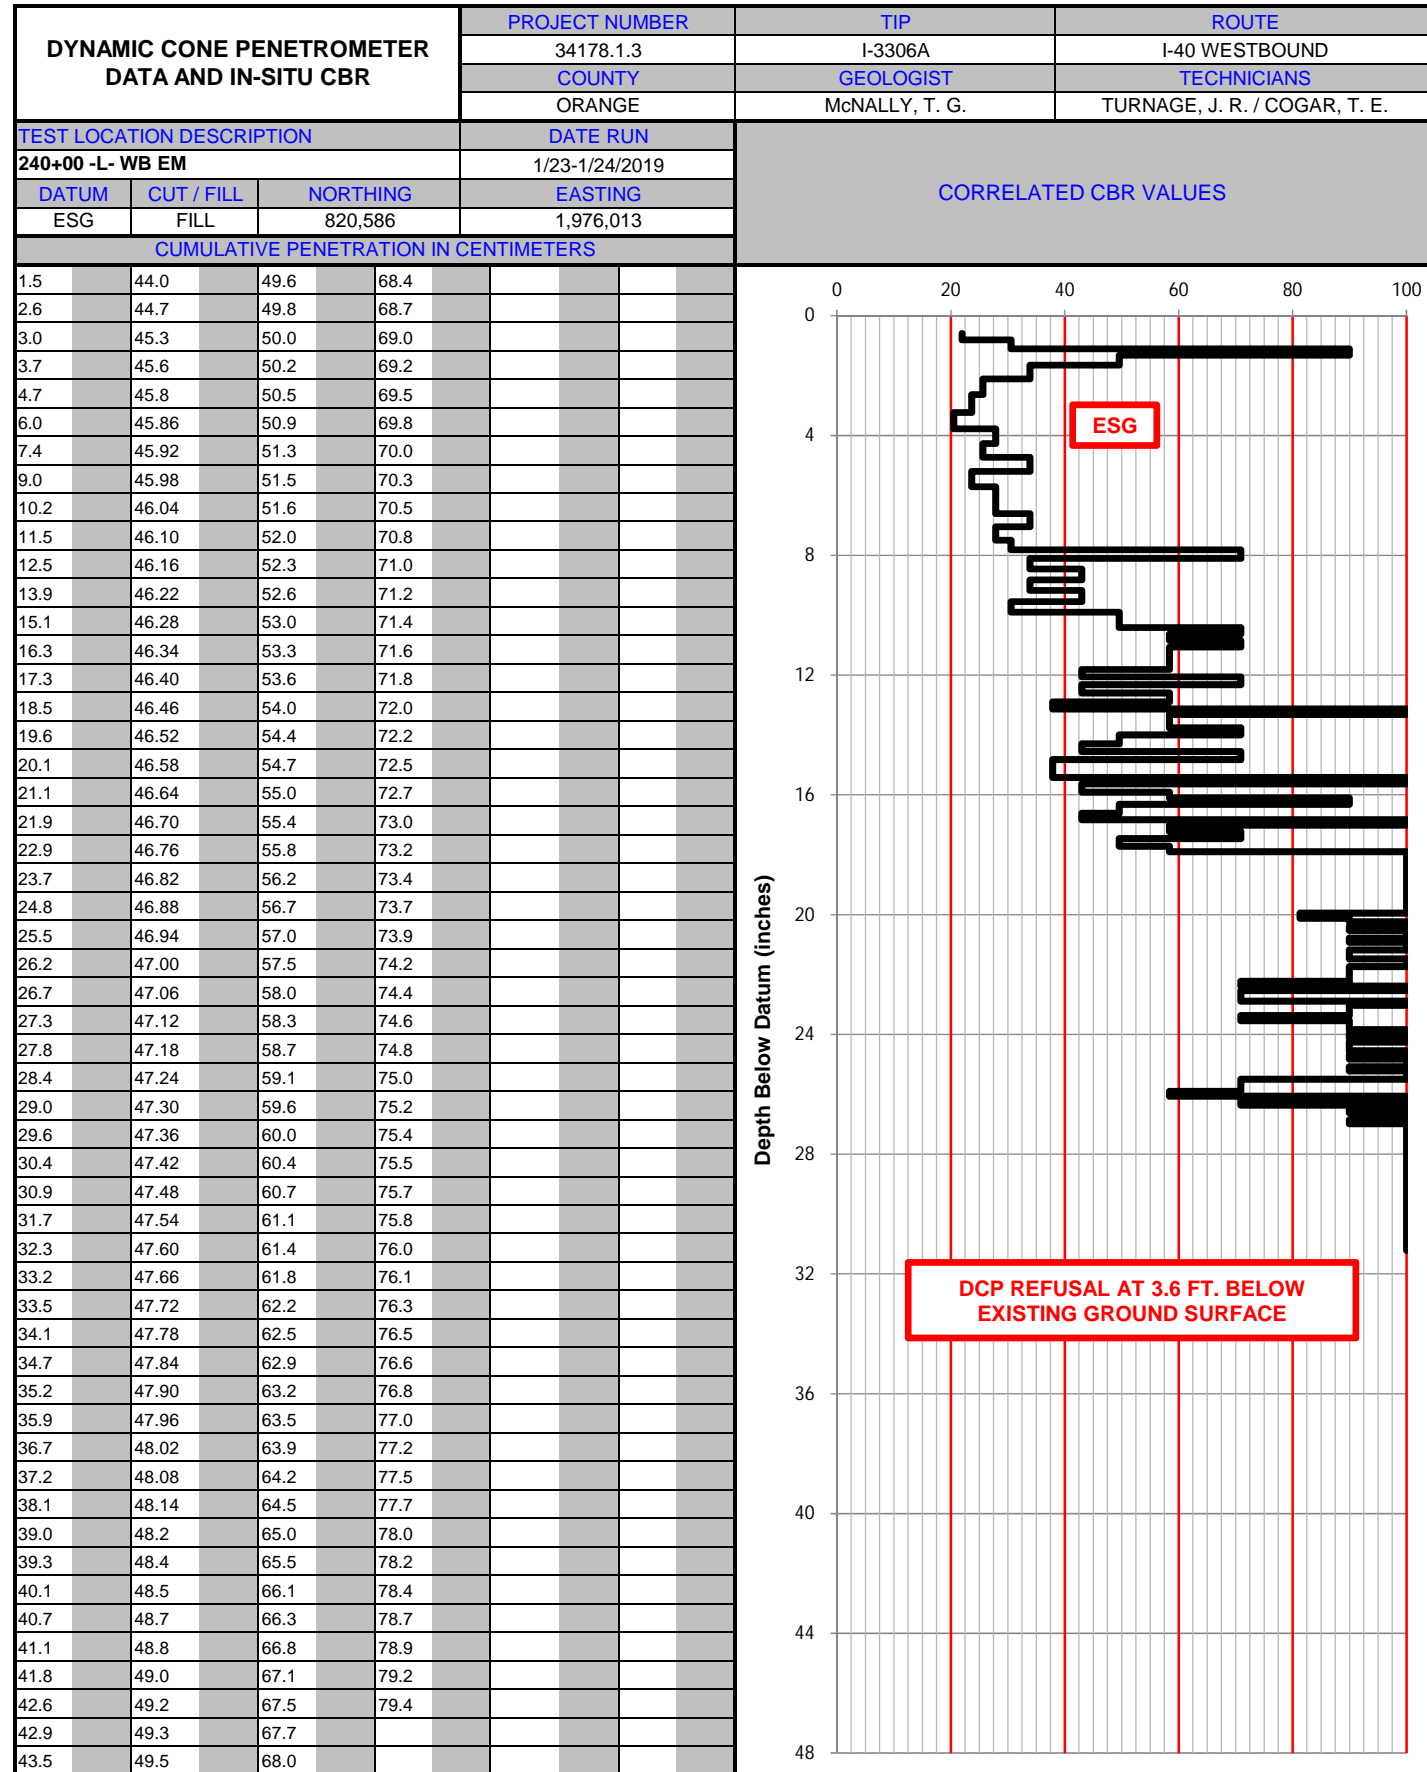 DYNAMIC CONE PENETROMETER DATA AND IN-SITU CBR
PROJECT NUMBER TIP ROUTE
34178.1.3 I-3306A I-40 WESTBOUND
COUNTY GEOLOGIST TECHNICIANS
ORANGE McNALLY, T. G. TURNAGE, J. R. / COGAR, T. E.
TEST LOCATION DESCRIPTION DATE RUN
240+00 -L- WB EM 1/23-1/24/2019
DATUM CUT / FILL NORTHING EASTING
ESG FILL 820,586 1,976,013
CUMULATIVE PENETRATION IN CENTIMETERS
1.5 44.0 49.6 68.4
2.6 44.7 49.8 68.7
3.0 45.3 50.0 69.0
3.7 45.6 50.2 69.2
4.7 45.8 50.5 69.5
6.0 45.86 50.9 69.8
7.4 45.92 51.3 70.0
9.0 45.98 51.5 70.3
10.2 46.04 51.6 70.5
11.5 46.10 52.0 70.8
12.5 46.16 52.3 71.0
13.9 46.22 52.6 71.2
15.1 46.28 53.0 71.4
16.3 46.34 53.3 71.6
17.3 46.40 53.6 71.8
18.5 46.46 54.0 72.0
19.6 46.52 54.4 72.2
20.1 46.58 54.7 72.5
21.1 46.64 55.0 72.7
21.9 46.70 55.4 73.0
22.9 46.76 55.8 73.2
23.7 46.82 56.2 73.4
24.8 46.88 56.7 73.7
25.5 46.94 57.0 73.9
26.2 47.00 57.5 74.2
26.7 47.06 58.0 74.4
27.3 47.12 58.3 74.6
27.8 47.18 58.7 74.8
28.4 47.24 59.1 75.0
29.0 47.30 59.6 75.2
29.6 47.36 60.0 75.4
30.4 47.42 60.4 75.5
30.9 47.48 60.7 75.7
31.7 47.54 61.1 75.8
32.3 47.60 61.4 76.0
33.2 47.66 61.8 76.1
33.5 47.72 62.2 76.3
34.1 47.78 62.5 76.5
34.7 47.84 62.9 76.6
35.2 47.90 63.2 76.8
35.9 47.96 63.5 77.0
36.7 48.02 63.9 77.2
37.2 48.08 64.2 77.5
38.1 48.14 64.5 77.7
39.0 48.2 65.0 78.0
39.3 48.4 65.5 78.2
40.1 48.5 66.1 78.4
40.7 48.7 66.3 78.7
41.1 48.8 66.8 78.9
41.8 49.0 67.1 79.2
42.6 49.2 67.5 79.4
42.9 49.3 67.7
43.5 49.5 68.0
CORRELATED CBR VALUES
0 20 40 60 80 100
0
4
8
12
16
20
24
28
32
36
40
44
48
Depth Below Datum (inches)
ESG
DCP REFUSAL AT 3.6 FT. BELOW
EXISTING GROUND SURFACE